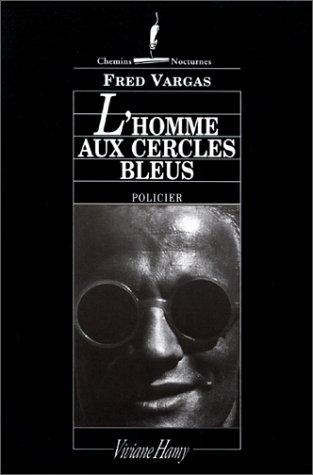 Chemins Nocturnes
FRED VARGAS
L'HOMME
AUX CERCLES
BLEUS
POLICIER
Viviane Hamy